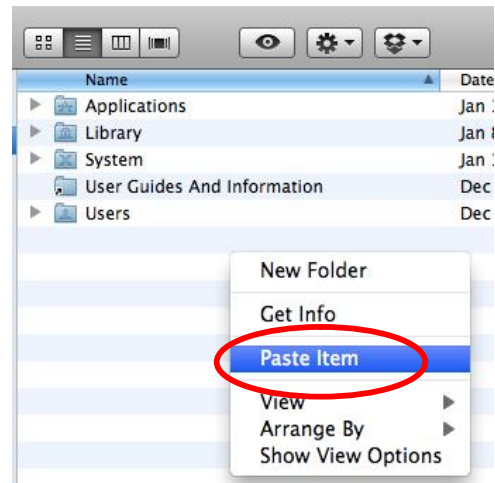 Name Date
Applications Jan
Library Jan
System Jan
User Guides And Information Dec
Users Dec
New Folder
Get Info
Paste Item
View
Arrange By
Show View Options